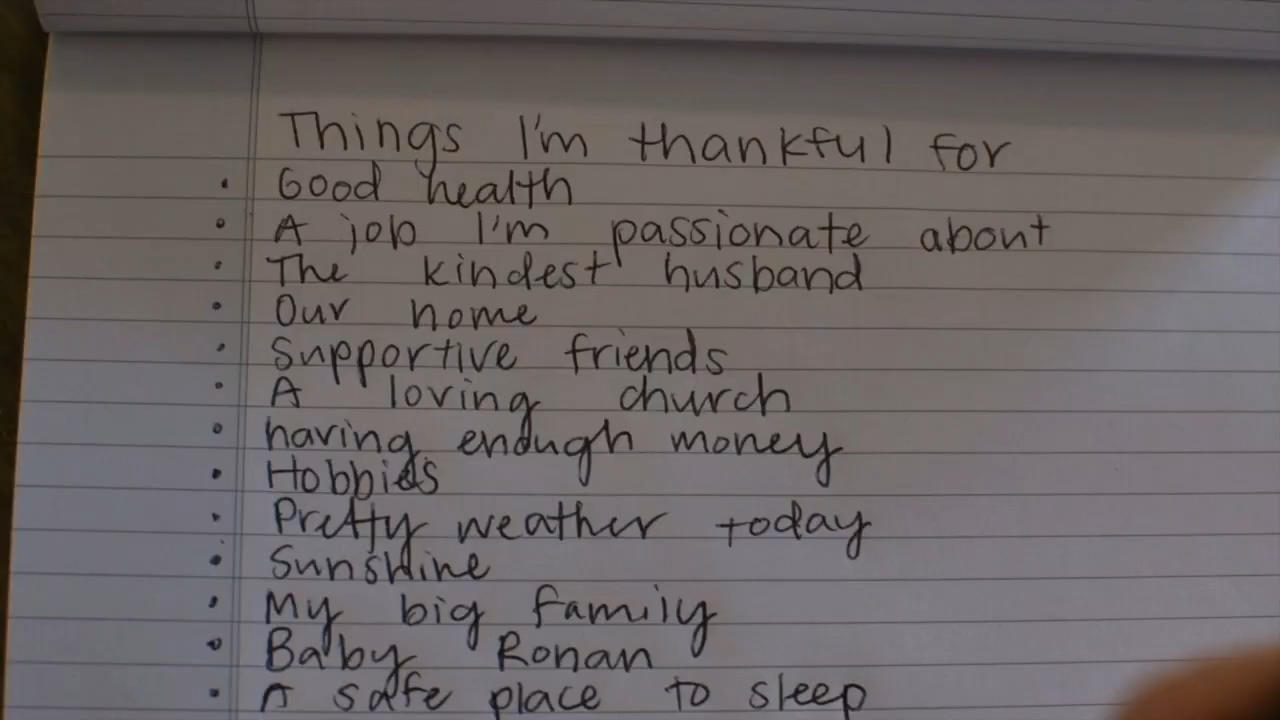 Things I'm thankful for
• Good health
• A job I'm passionate about
• The kindest husband
• Our home
• Supportive friends
• A loving church
• having enough money
• Hobbies
• Pretty weather today
• Sunshine
• My big family
• Baby Ronan
• A safe place to sleep